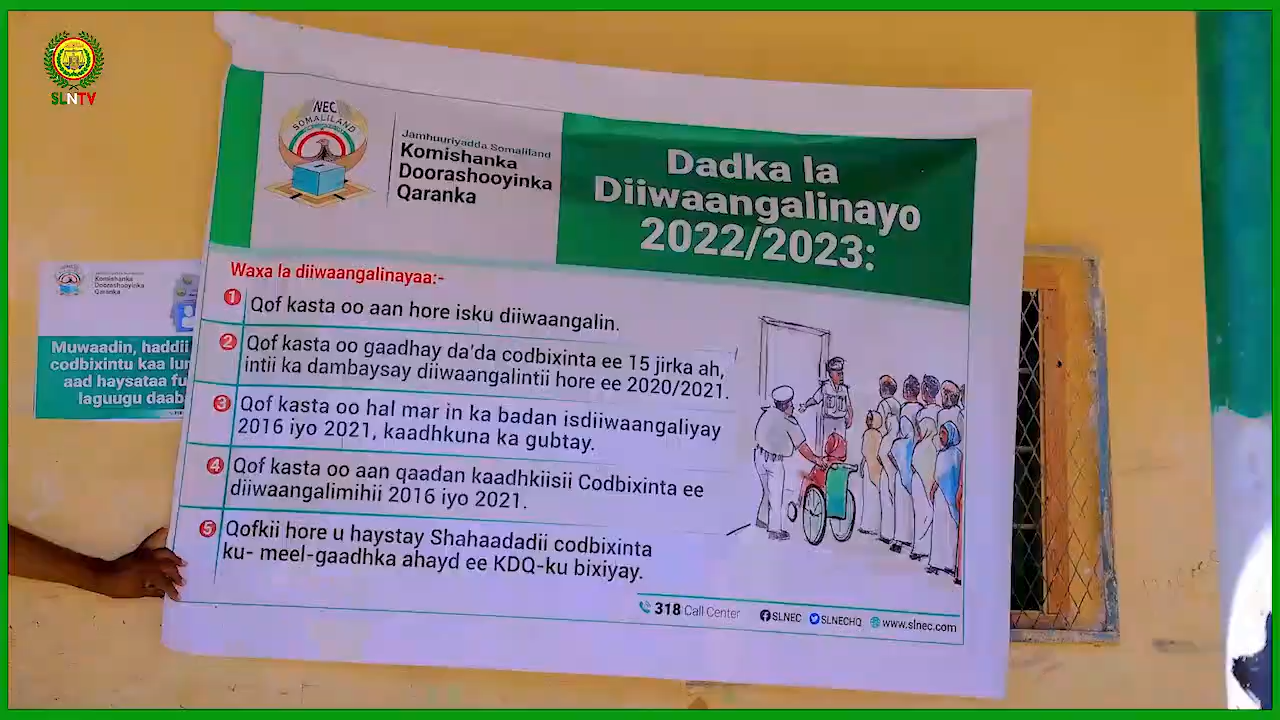 SLNTV
NEC
SOMALILAND
Jamhuuriyadda Somaliland
Komishanka
Doorashooyinka
Qaranka
Dadka la
Diiwaangalinayo
2022/2023:
Waxa la diiwaangalinayaa:-
1 Qof kasta oo aan hore isku diiwaangalin.
2 Qof kasta oo gaadhay da'da codbixinta ee 15 jirka ah,
intii ka dambaysay diiwaangalintii hore ee 2020/2021.
3 Qof kasta oo hal mar in ka badan isdiiwaangaliyay
2016 iyo 2021, kaadhkuna ka gubtay.
4 Qof kasta oo aan qaadan kaadhkiisii Codbixinta ee
diiwaangalimihii 2016 iyo 2021.
5 Qofkii hore u haystay Shahaadadii codbixinta
ku- meel-gaadhka ahayd ee KDQ-ku bixiyay.
318 Call Center SLNEC SLNECHQ www.slnec.com
Komishanka
Doorashooyinka
Qaranka
Muwaadin, haddii
codbixintu kaa lu
aad haysataa fu
laguugu daab